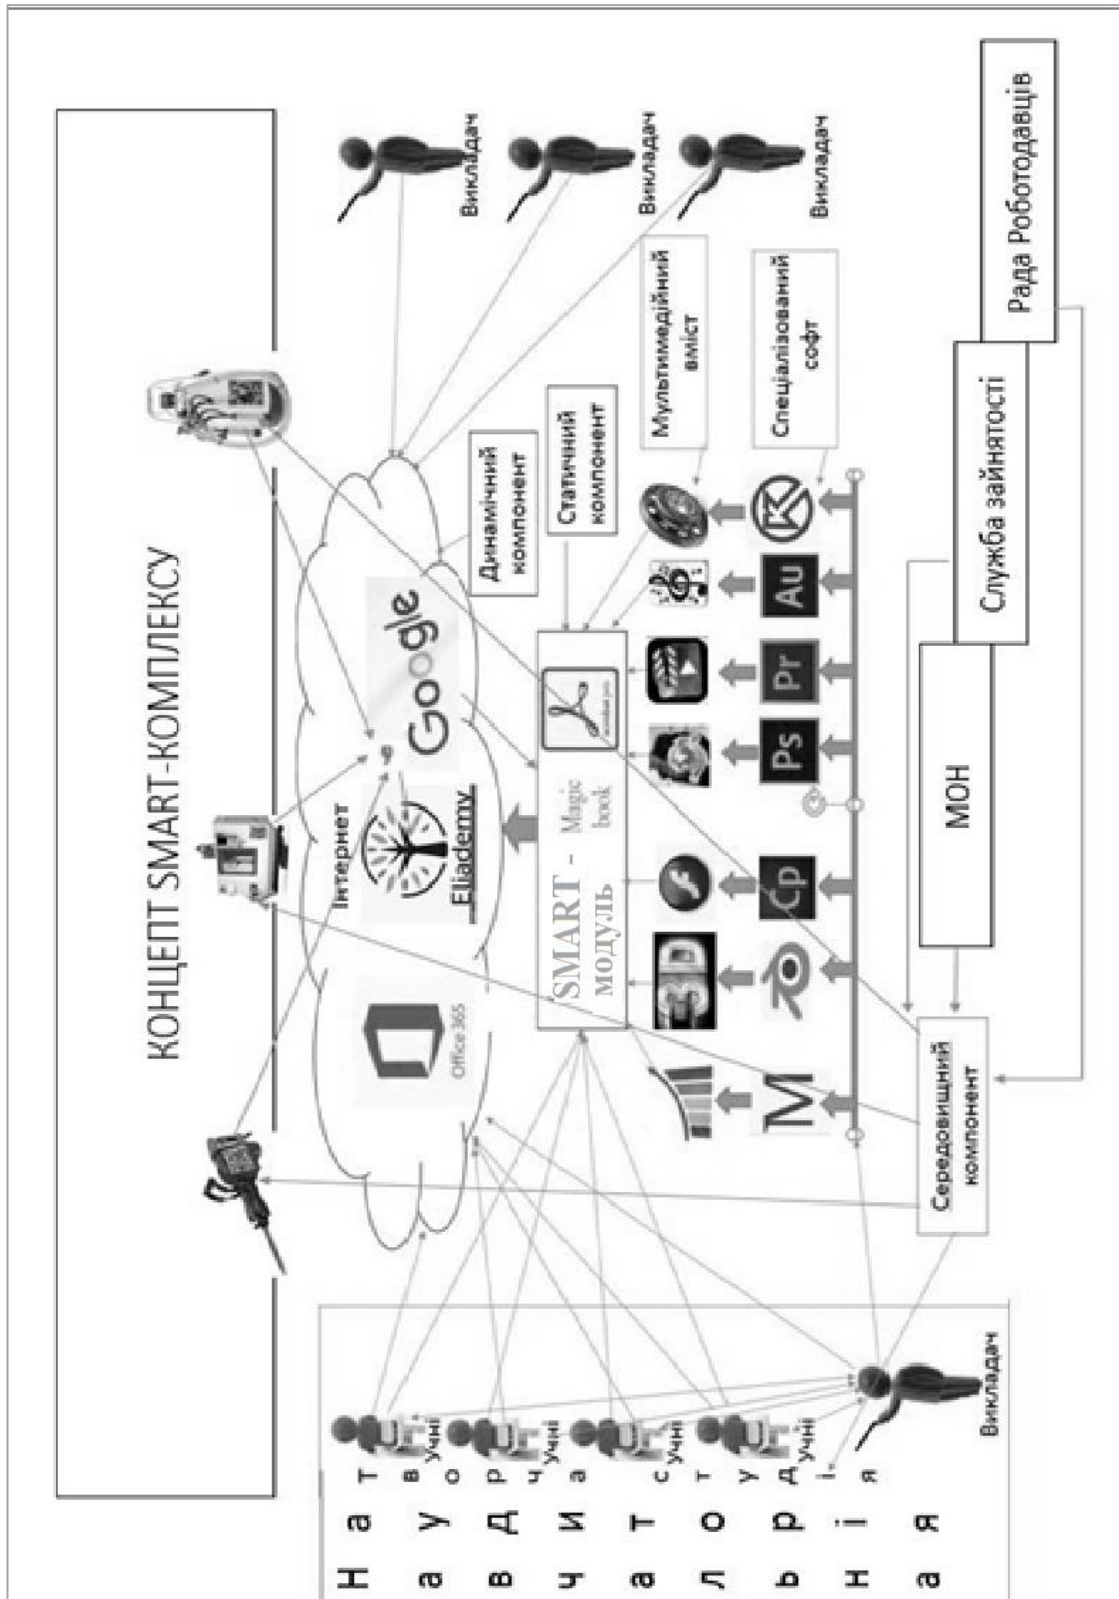 КОНЦЕПТ SMART-КОМПЛЕКСУ
Навчальна
аудиторія
Творча студія
учні
учні
учні
учні
Викладач
Office 365
Інтернет
Eliademy
Google
Динамічний
компонент
Статичний
компонент
SMART -
модуль
Magic
book
Мультимедійний
вміст
Спеціалізований
софт
M
Cp
Ps
Pr
Au
Викладач
Викладач
Викладач
Середовищний
компонент
МОН
Служба зайнятості
Рада Роботодавців